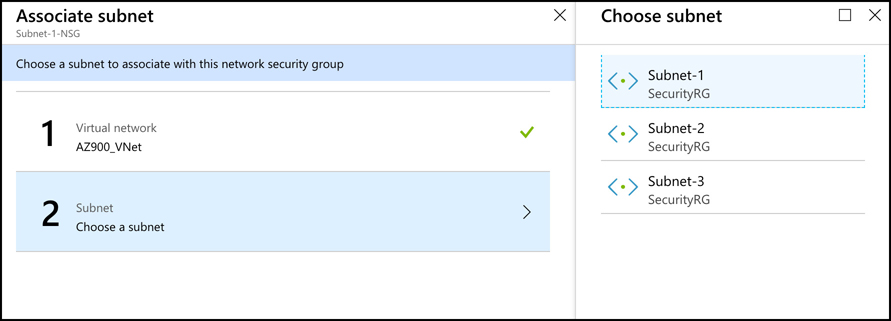 Associate subnet
Subnet-1-NSG
Choose a subnet to associate with this network security group
1
Virtual network
AZ900_VNet
2
Subnet
Choose a subnet
Choose subnet
Subnet-1
SecurityRG
Subnet-2
SecurityRG
Subnet-3
SecurityRG